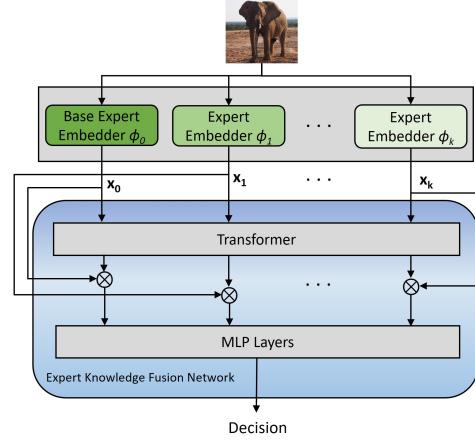 Base Expert
Embedder ϕ0
Expert
Embedder ϕ1
. . .
Expert
Embedder ϕk
x0
x1
. . .
xk
Transformer
. . .
MLP Layers
Expert Knowledge Fusion Network
Decision